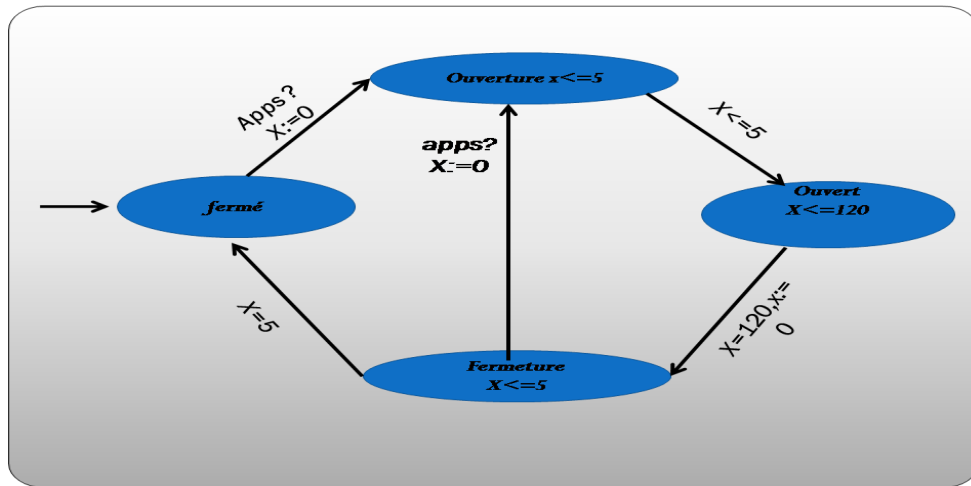 Ouverture x<=5
Apps?
X:=0
X<=5
apps?
X:=0
fermé
Ouvert
X<=120
X=5
X=120,x:=
0
Fermeture
X<=5